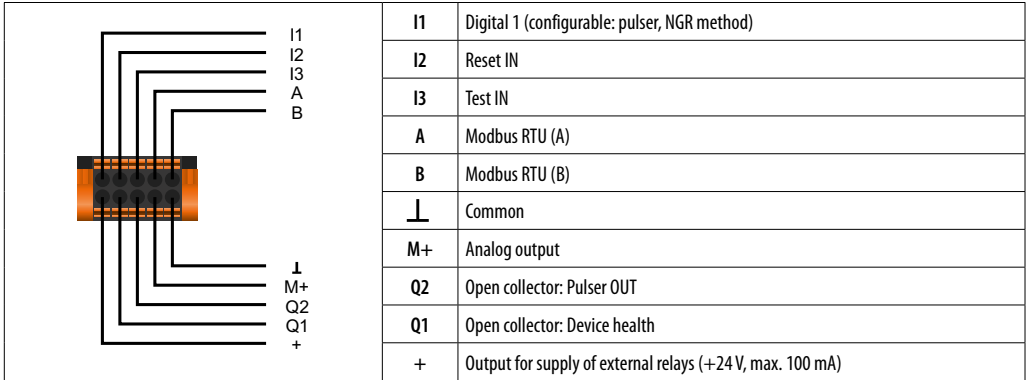 I1
I2
I3
A
B
⊥
M+
Q2
Q1
+
I1 Digital 1 (configurable: pulser, NGR method)
I2 Reset IN
I3 Test IN
A Modbus RTU (A)
B Modbus RTU (B)
⊥ Common
M+ Analog output
Q2 Open collector: Pulser OUT
Q1 Open collector: Device health
+ Output for supply of external relays (+24 V, max. 100 mA)